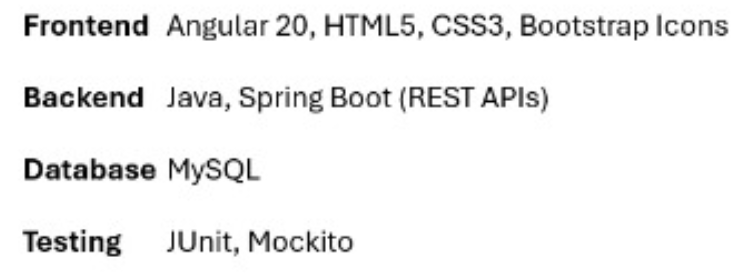 Frontend Angular 20, HTML5, CSS3, Bootstrap Icons
Backend Java, Spring Boot (REST APIs)
Database MySQL
Testing JUnit, Mockito